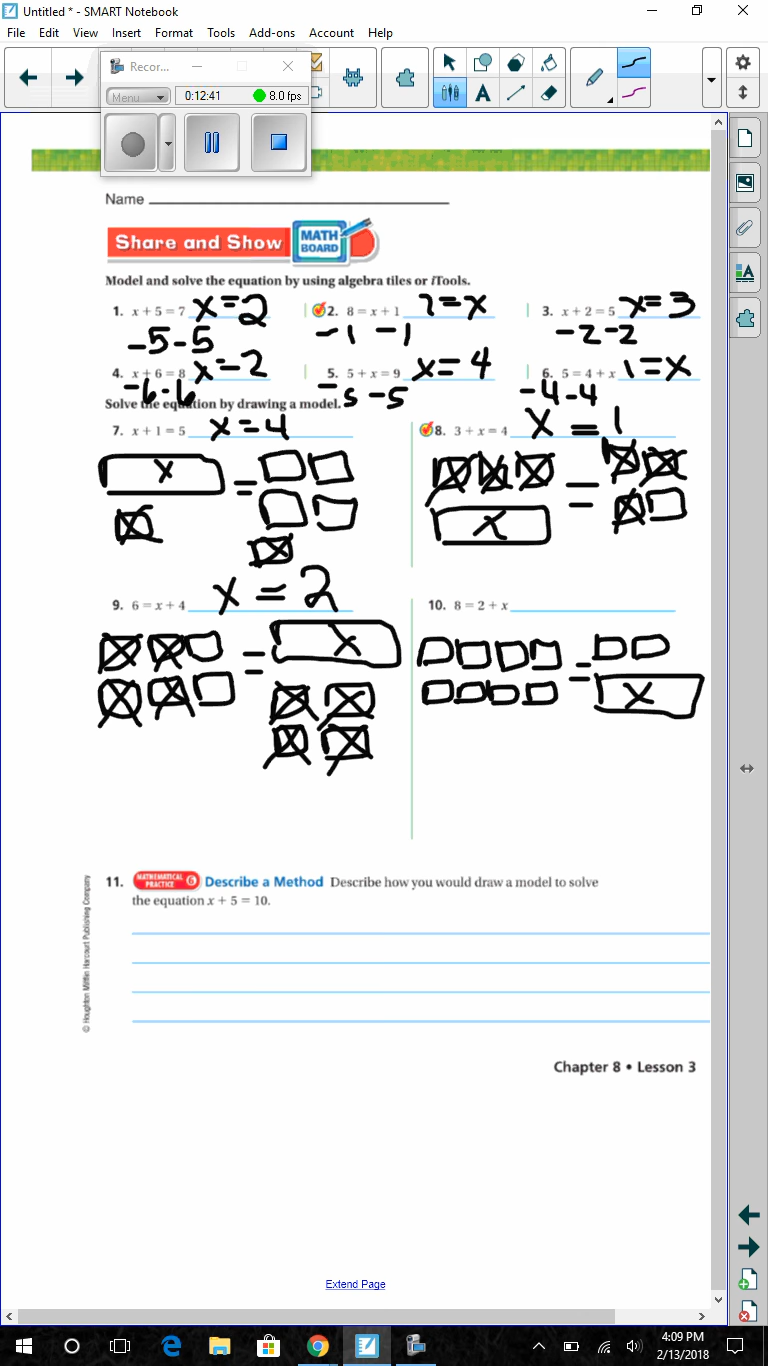 Untitled * - SMART Notebook
File Edit View Insert Format Tools Add-ons Account Help
Recor...
Menu 0:12:41 8.0 fps
Name
Share and Show MATH BOARD
Model and solve the equation by using algebra tiles or iTools.
1. x + 5 = 7 x=2 2. 8 = x + 1 7=x 3. x + 2 = 5 x=3
-5-5 -1 -1 -2-2
4. x + 6 = 8 x=2 5. 5 + x = 9 x=4 6. 5 = 4 + x 1=x
-6-6 -5 -5 -4-4
Solve the equation by drawing a model.
7. x + 1 = 5 x=4 8. 3 + x = 4 x=1
x = = x
9. 6 = x + 4 x=2 10. 8 = 2 + x
= x = x
11. MATHEMATICAL PRACTICE 6 Describe a Method Describe how you would draw a model to solve
the equation x + 5 = 10.
© Houghton Mifflin Harcourt Publishing Company
Chapter 8 • Lesson 3
Extend Page
4:09 PM
2/13/2018